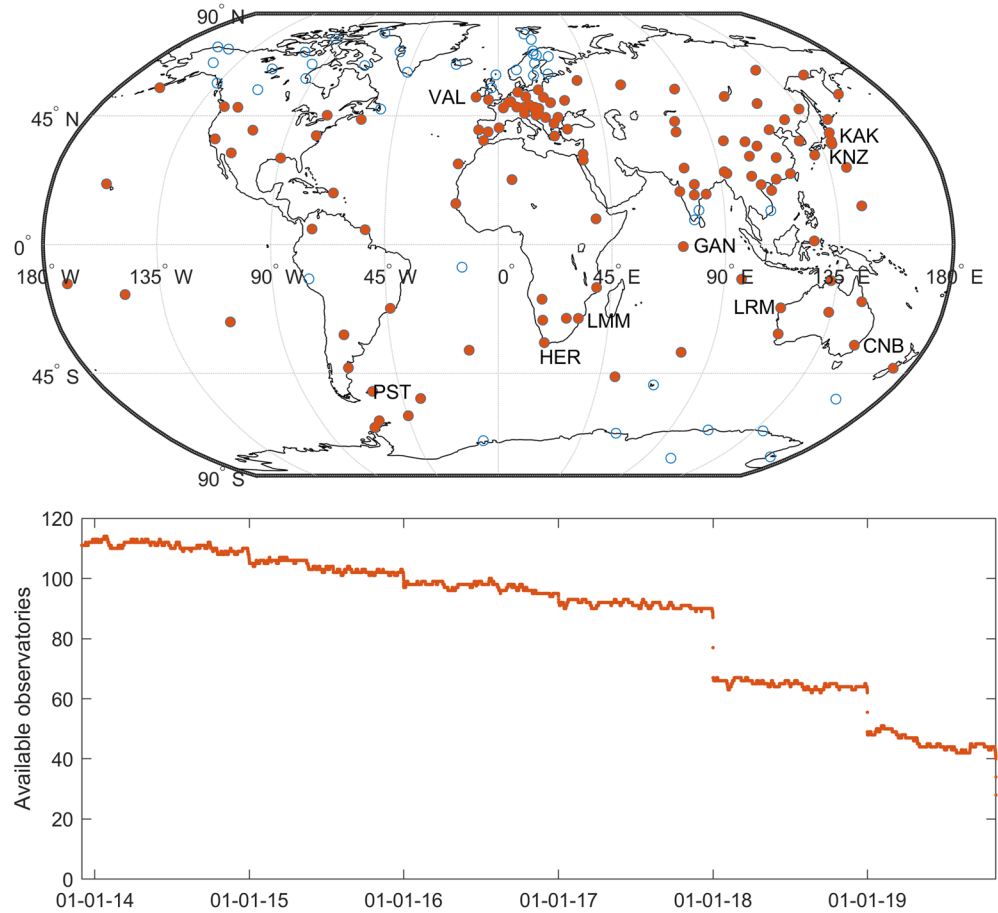 90° N
VAL
45° N
KAK
KNZ
0°
GAN
180° W
135° W
90° W
45° W
0° E
45° E
90° E
135° E
180° E
LRM
LMM
CNB
HER
45° S
PST
90° S
120
100
80
60
40
20
0
Available observatories
01-01-14
01-01-15
01-01-16
01-01-17
01-01-18
01-01-19